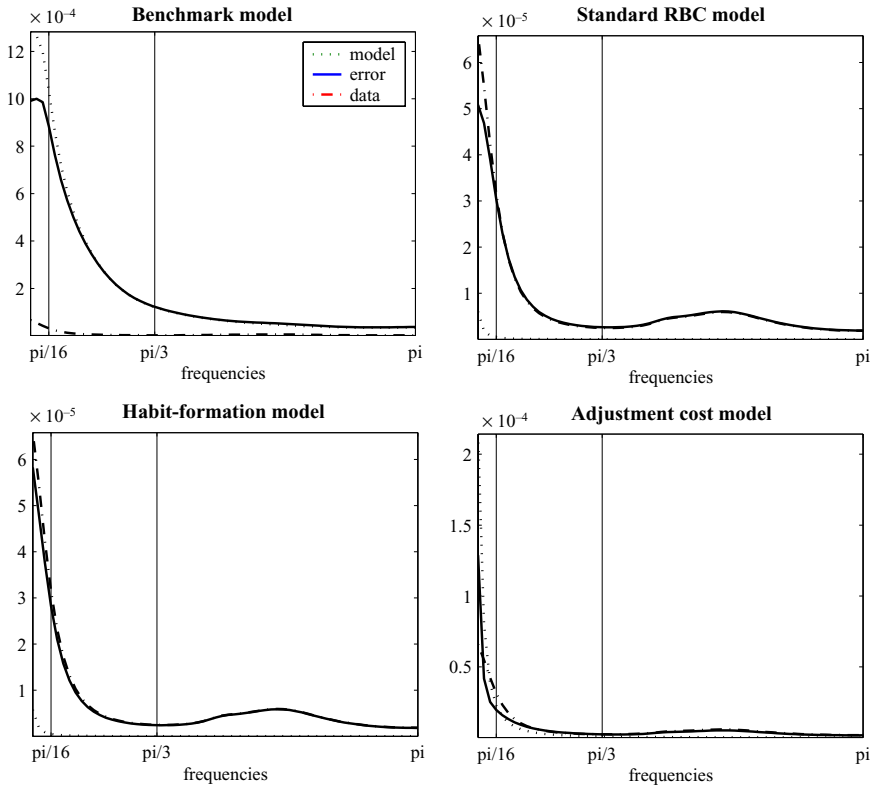 Benchmark model
× 10⁻⁴
12
10
8
6
4
2
model
error
data
pi/16
pi/3
pi
frequencies
Standard RBC model
× 10⁻⁵
6
5
4
3
2
1
pi/16
pi/3
pi
frequencies
Habit-formation model
× 10⁻⁵
6
5
4
3
2
1
pi/16
pi/3
pi
frequencies
Adjustment cost model
× 10⁻⁴
2
1.5
1
0.5
pi/16
pi/3
pi
frequencies